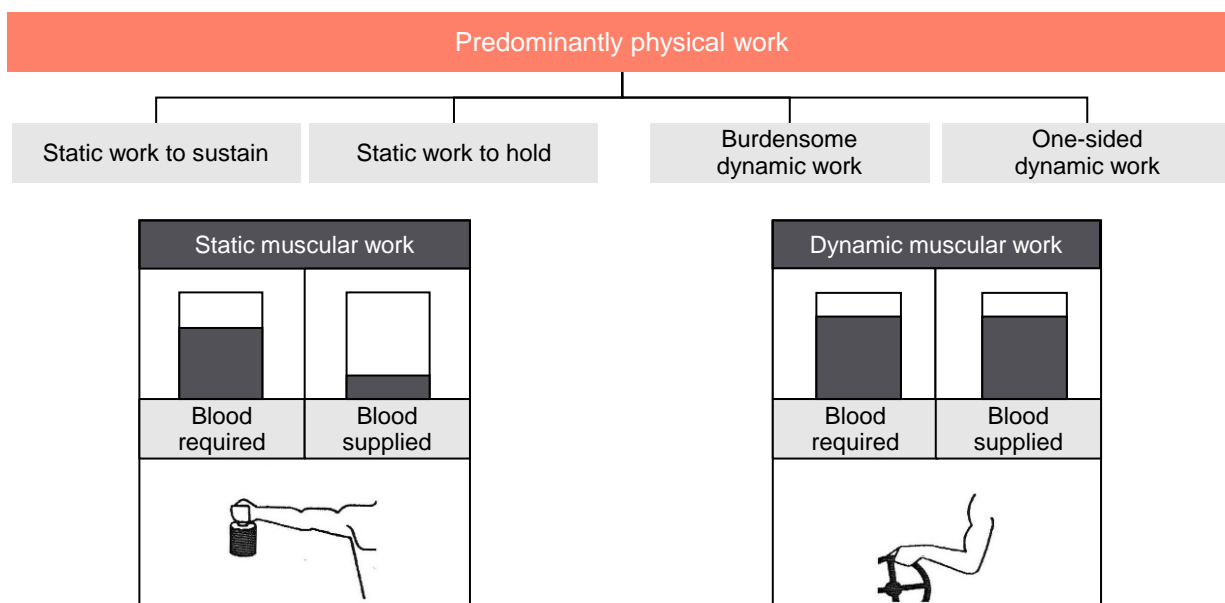 Predominantly physical work
Static work to sustain
Static work to hold
Burdensome
dynamic work
One-sided
dynamic work
Static muscular work
Blood
required
Blood
supplied
Dynamic muscular work
Blood
required
Blood
supplied